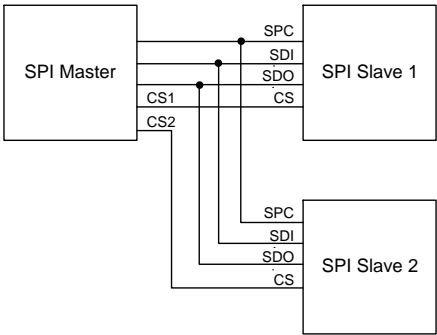 SPC
SDI
SPI Master
SDO
SPI Slave 1
CS1
CS
CS2
SPC
SDI
SDO
SPI Slave 2
CS